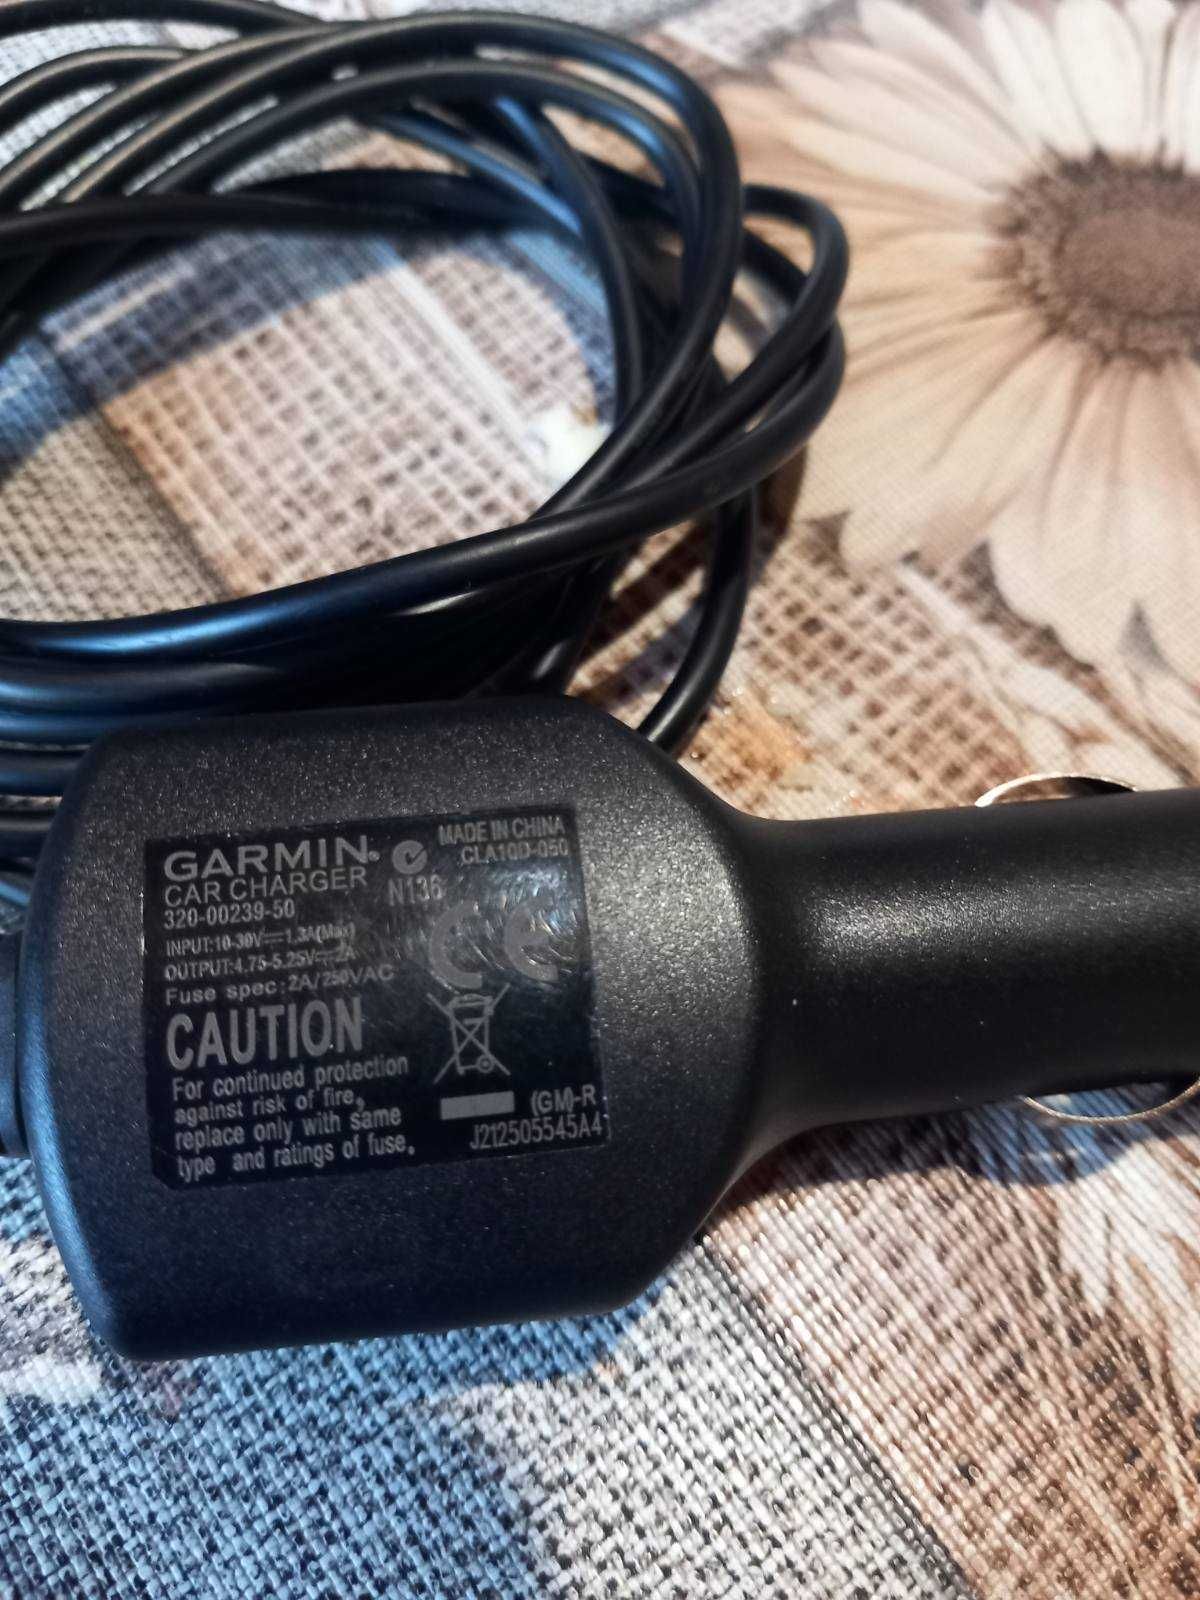 GARMIN®
CAR CHARGER
320-00239-50
N136
MADE IN CHINA
CLA10D-050
INPUT:10-30V⎓1.3A(Max)
OUTPUT:4.75-5.25V⎓2A
Fuse spec:2A/250VAC
CE
CAUTION
For continued protection
against risk of fire,
replace only with same
type and ratings of fuse.
(GM)-R
J212505545A4